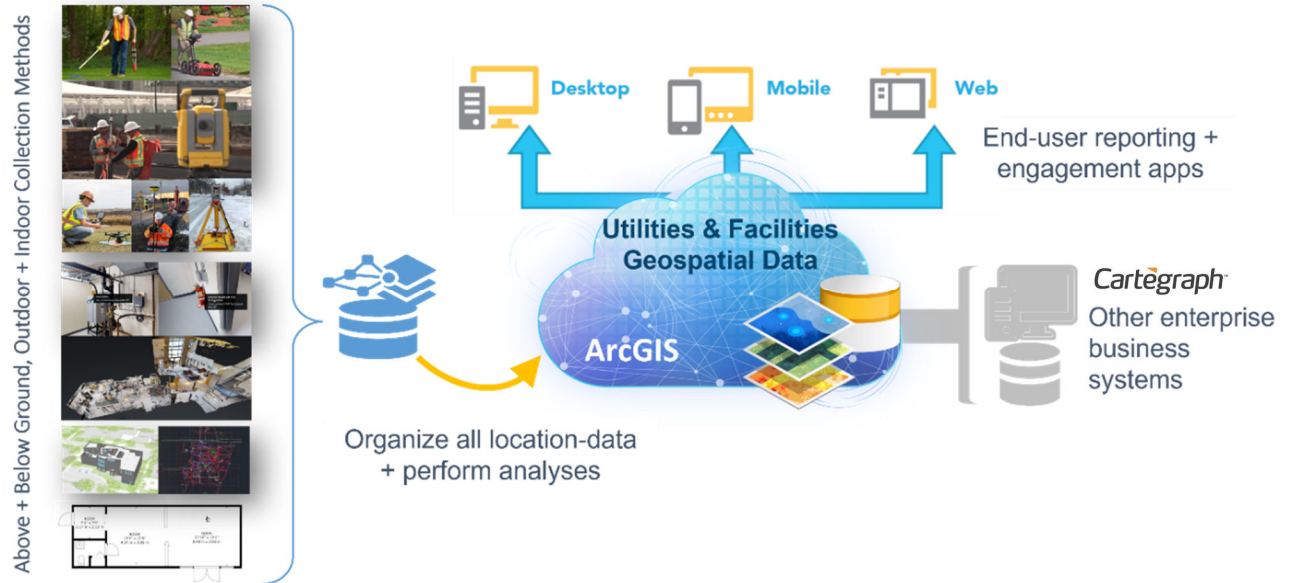 Above + Below Ground, Outdoor + Indoor Collection Methods
Desktop
Mobile
Web
End-user reporting +
engagement apps
Utilities & Facilities
Geospatial Data
ArcGIS
Cartegraph™
Other enterprise
business
systems
Organize all location-data
+ perform analyses